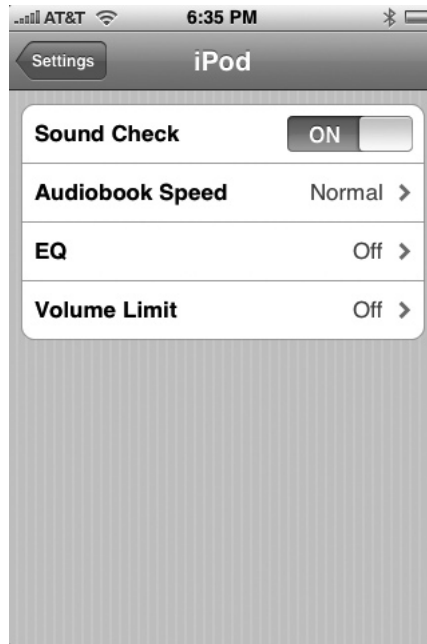 AT&T 6:35 PM
Settings iPod
Sound Check ON
Audiobook Speed Normal
EQ Off
Volume Limit Off